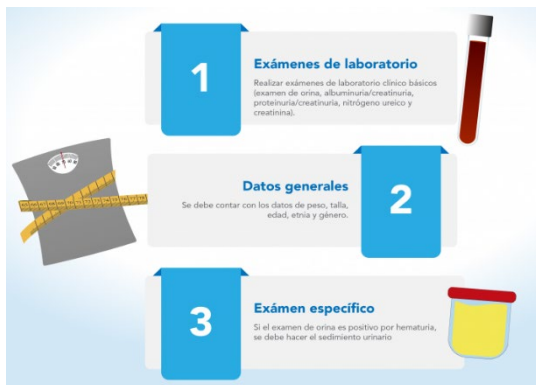 1
Exámenes de laboratorio
Realizar exámenes de laboratorio clínico básicos
(examen de orina, albuminuria/creatinuria,
proteinuria/creatinuria, nitrógeno ureico y
creatinina).
Datos generales
Se debe contar con los datos de peso, talla,
edad, etnia y género.
2
3
Exámen específico
Si el examen de orina es positivo por hematuria,
se debe hacer el sedimiento urinario